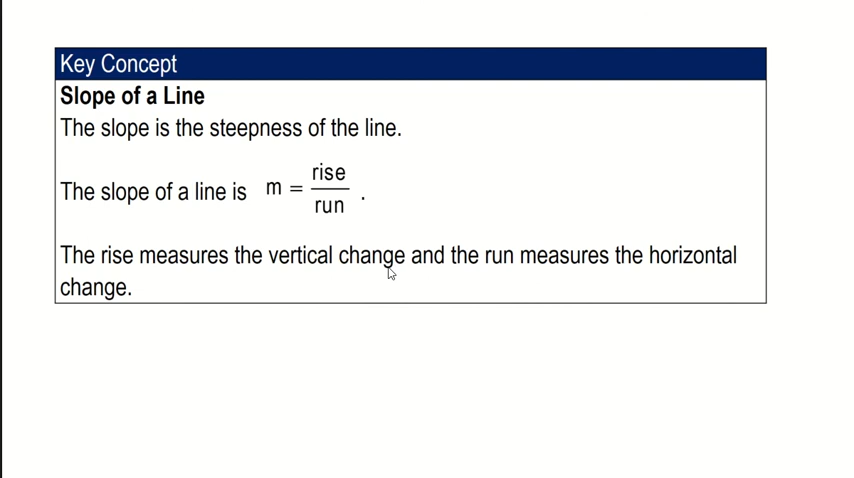 Key Concept
Slope of a Line
The slope is the steepness of the line.
The slope of a line is m = rise/run .
The rise measures the vertical change and the run measures the horizontal
change.